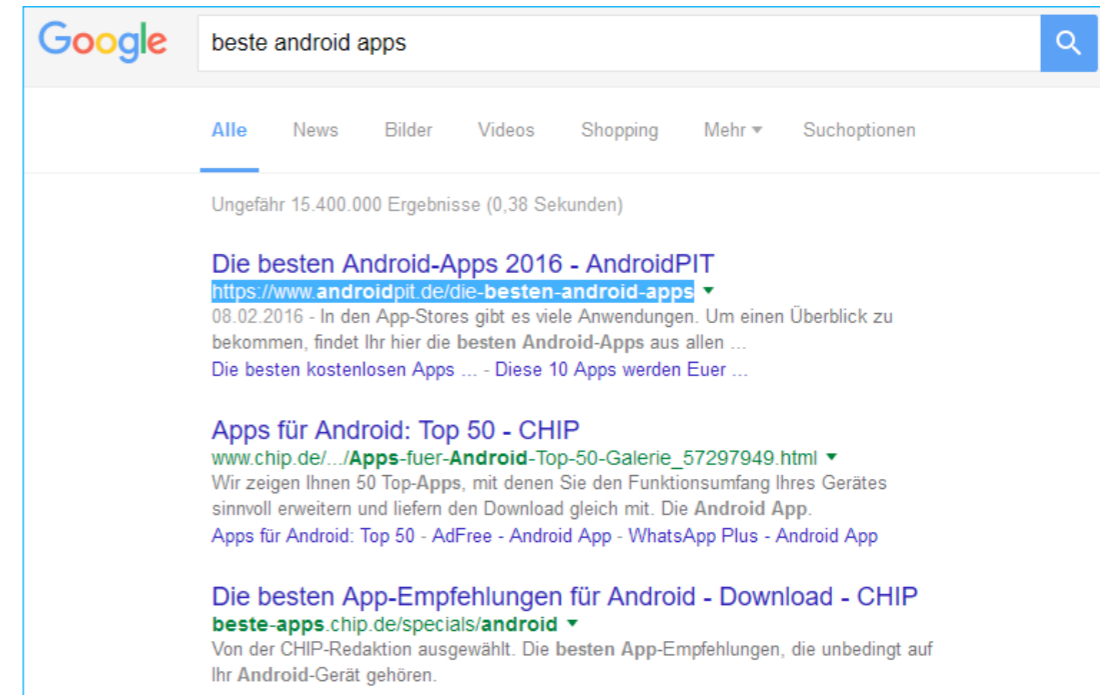 Google beste android apps
Alle News Bilder Videos Shopping Mehr Suchoptionen
Ungefähr 15.400.000 Ergebnisse (0,38 Sekunden)
Die besten Android-Apps 2016 - AndroidPIT
https://www.androidpit.de/die-besten-android-apps
08.02.2016 - In den App-Stores gibt es viele Anwendungen. Um einen Überblick zu
bekommen, findet Ihr hier die besten Android-Apps aus allen ...
Die besten kostenlosen Apps ... - Diese 10 Apps werden Euer ...
Apps für Android: Top 50 - CHIP
www.chip.de/.../Apps-fuer-Android-Top-50-Galerie_57297949.html
Wir zeigen Ihnen 50 Top-Apps, mit denen Sie den Funktionsumfang Ihres Gerätes
sinnvoll erweitern und liefern den Download gleich mit. Die Android App.
Apps für Android: Top 50 - AdFree - Android App - WhatsApp Plus - Android App
Die besten App-Empfehlungen für Android - Download - CHIP
beste-apps.chip.de/specials/android
Von der CHIP-Redaktion ausgewählt. Die besten App-Empfehlungen, die unbedingt auf
Ihr Android-Gerät gehören.